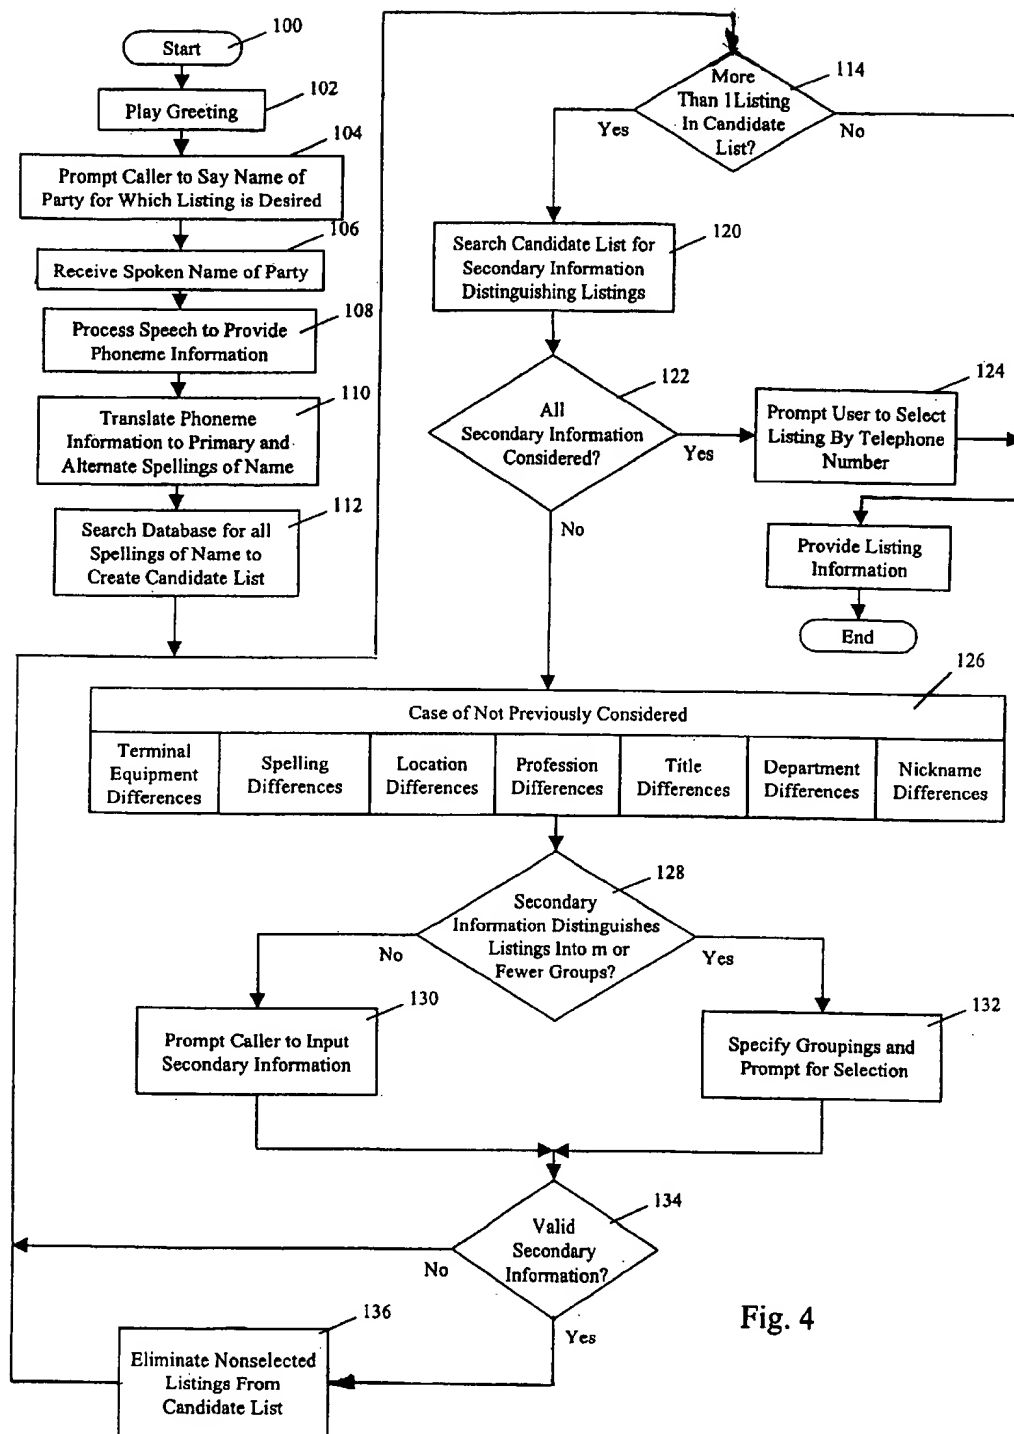 100
Start
102
Play Greeting
104
Prompt Caller to Say Name of
Party for Which Listing is Desired
106
Receive Spoken Name of Party
108
Process Speech to Provide
Phoneme Information
110
Translate Phoneme
Information to Primary and
Alternate Spellings of Name
112
Search Database for all
Spellings of Name to
Create Candidate List
114
More
Than 1 Listing
In Candidate
List?
Yes
No
120
Search Candidate List for
Secondary Information
Distinguishing Listings
122
All
Secondary Information
Considered?
Yes
No
124
Prompt User to Select
Listing By Telephone
Number
Provide Listing
Information
End
126
Case of Not Previously Considered
Terminal
Equipment
Differences
Spelling
Differences
Location
Differences
Profession
Differences
Title
Differences
Department
Differences
Nickname
Differences
128
Secondary
Information Distinguishes
Listings Into m or
Fewer Groups?
No
Yes
130
Prompt Caller to Input
Secondary Information
132
Specify Groupings and
Prompt for Selection
134
Valid
Secondary
Information?
No
Yes
136
Eliminate Nonselected
Listings From
Candidate List
Fig. 4